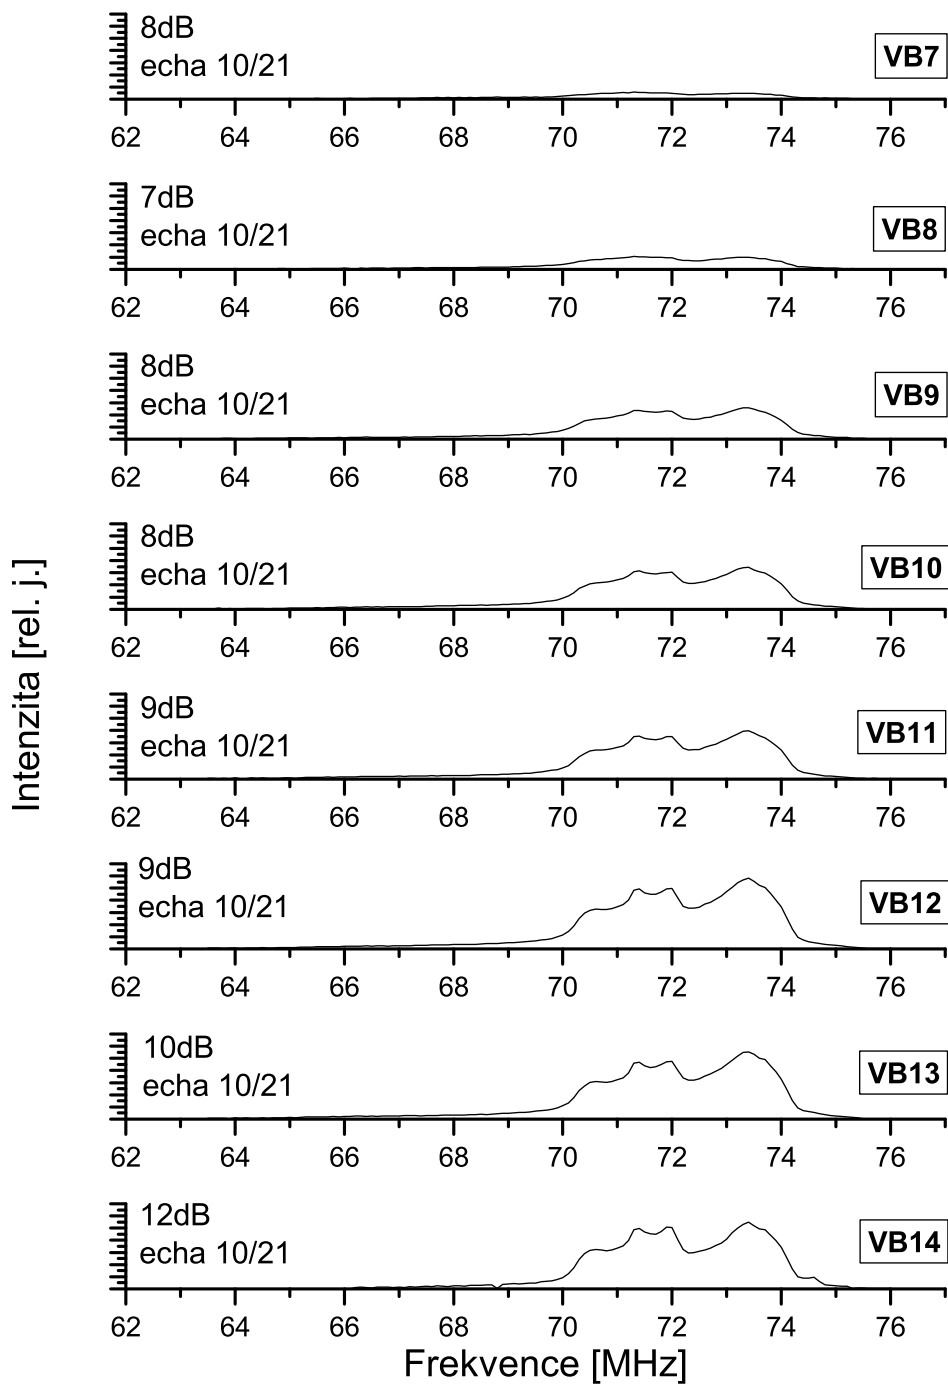 8dB
echa 10/21
VB7
62 64 66 68 70 72 74 76
7dB
echa 10/21
VB8
62 64 66 68 70 72 74 76
8dB
echa 10/21
VB9
62 64 66 68 70 72 74 76
8dB
echa 10/21
VB10
62 64 66 68 70 72 74 76
9dB
echa 10/21
VB11
62 64 66 68 70 72 74 76
9dB
echa 10/21
VB12
62 64 66 68 70 72 74 76
10dB
echa 10/21
VB13
62 64 66 68 70 72 74 76
12dB
echa 10/21
VB14
62 64 66 68 70 72 74 76
Frekvence [MHz]
Intenzita [rel. j.]